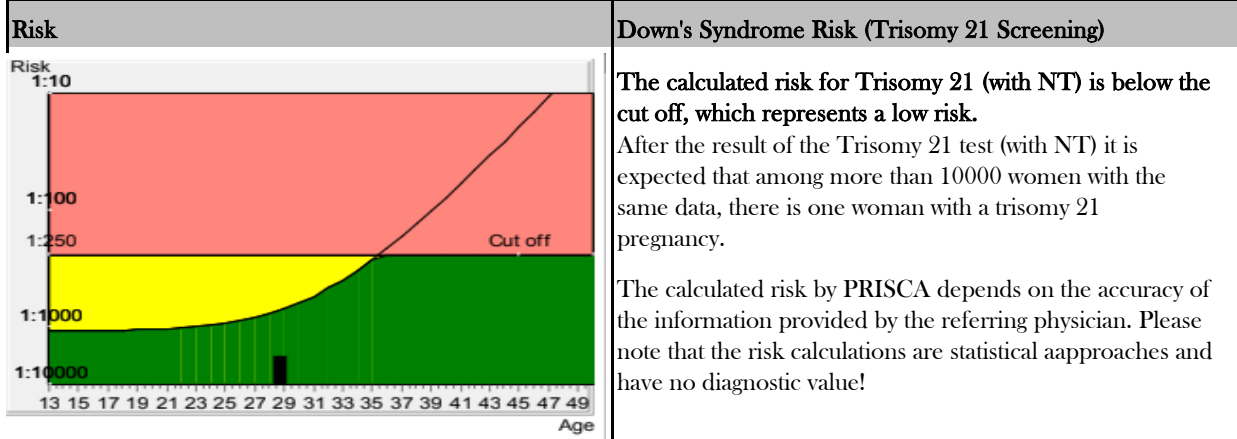 Risk
Down's Syndrome Risk (Trisomy 21 Screening)
Risk
1:10
1:100
1:250
Cut off
1:1000
1:10000
13 15 17 19 21 23 25 27 29 31 33 35 37 39 41 43 45 47 49
Age
The calculated risk for Trisomy 21 (with NT) is below the
cut off, which represents a low risk.
After the result of the Trisomy 21 test (with NT) it is
expected that among more than 10000 women with the
same data, there is one woman with a trisomy 21
pregnancy.
The calculated risk by PRISCA depends on the accuracy of
the information provided by the referring physician. Please
note that the risk calculations are statistical aapproaches and
have no diagnostic value!